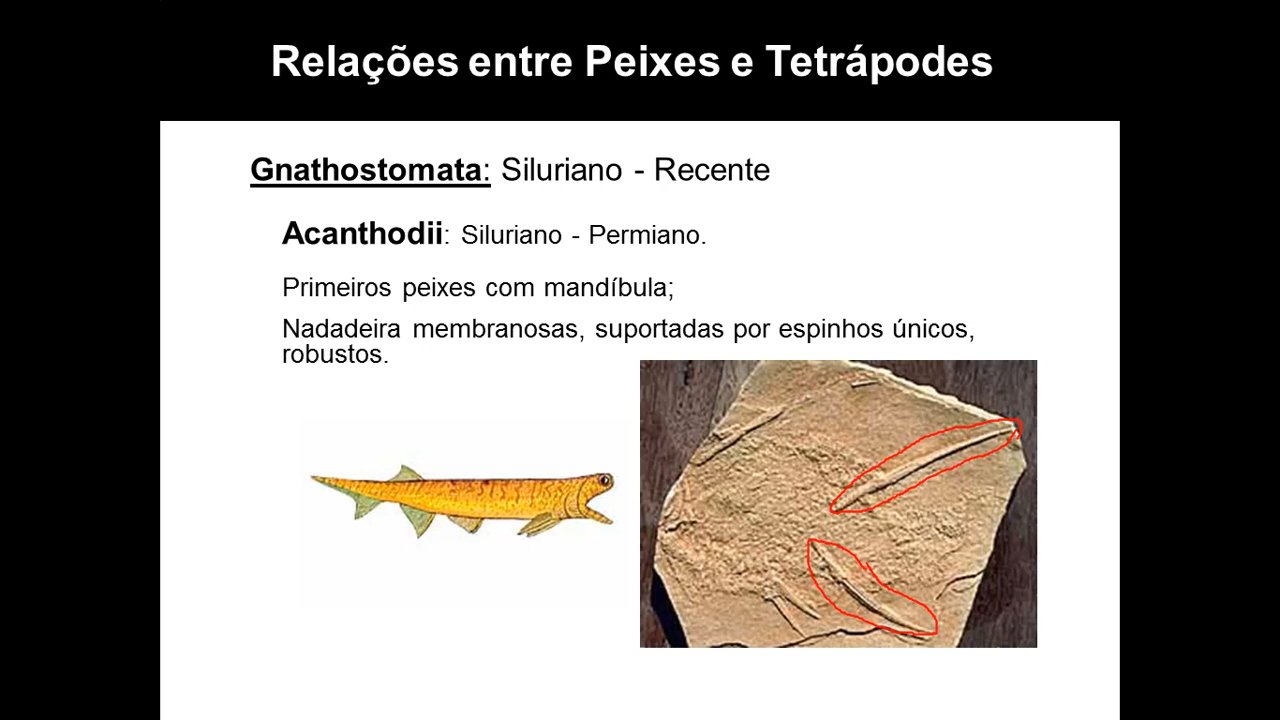 Relações entre Peixes e Tetrápodes
Gnathostomata: Siluriano - Recente
Acanthodii: Siluriano - Permiano.
Primeiros peixes com mandíbula;
Nadadeira membranosas, suportadas por espinhos únicos,
robustos.